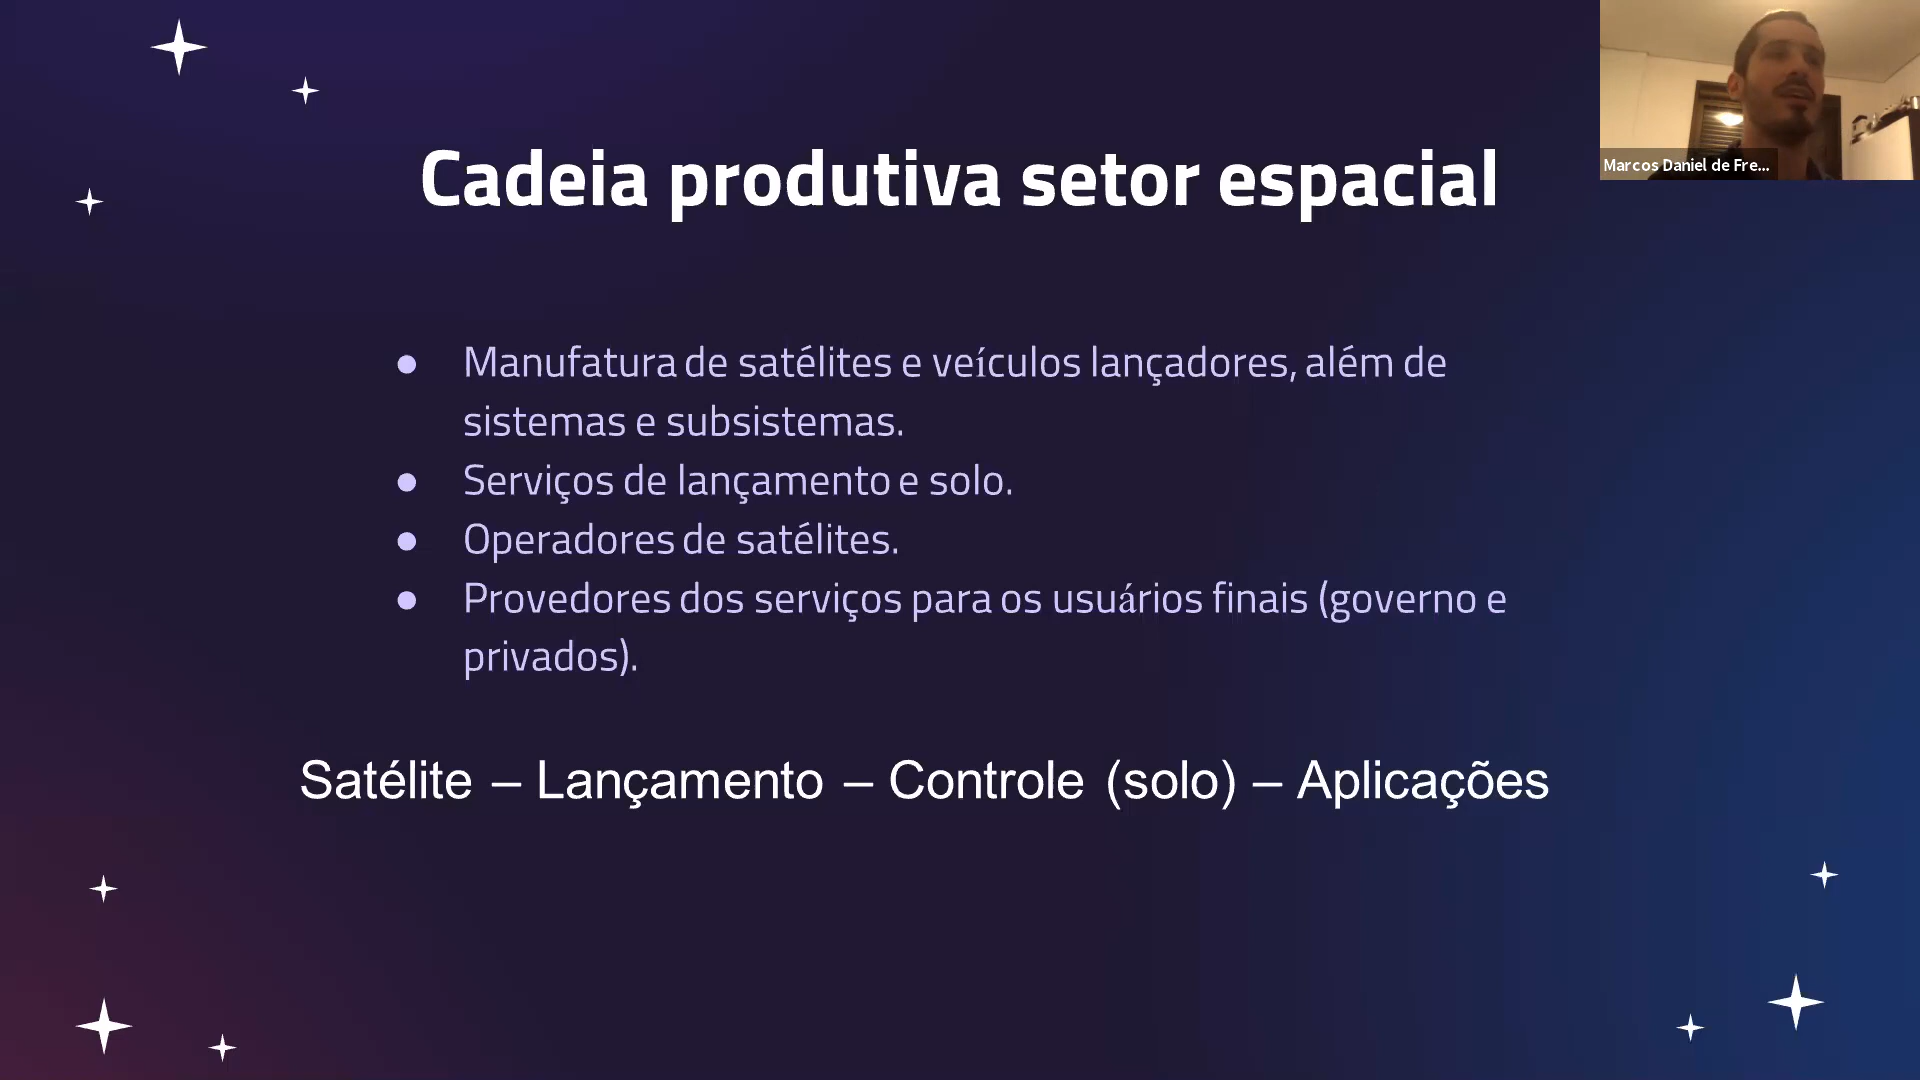 Cadeia produtiva setor espacial
Marcos Daniel de Fre...
● Manufatura de satélites e veículos lançadores, além de
sistemas e subsistemas.
● Serviços de lançamento e solo.
● Operadores de satélites.
● Provedores dos serviços para os usuários finais (governo e
privados).
Satélite – Lançamento – Controle (solo) – Aplicações